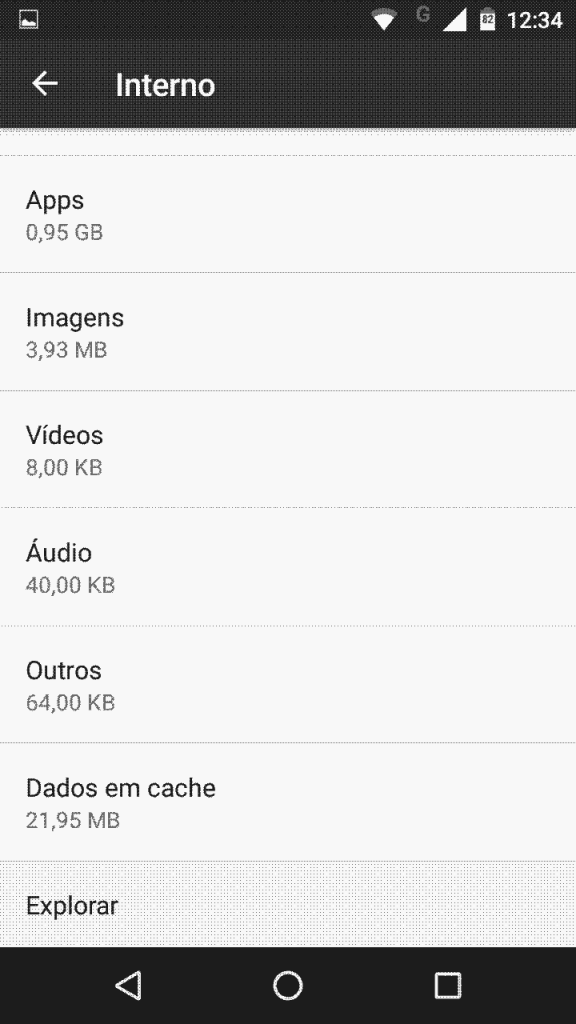 G 82 12:34
Interno
Apps
0,95 GB
Imagens
3,93 MB
Vídeos
8,00 KB
Áudio
40,00 KB
Outros
64,00 KB
Dados em cache
21,95 MB
Explorar